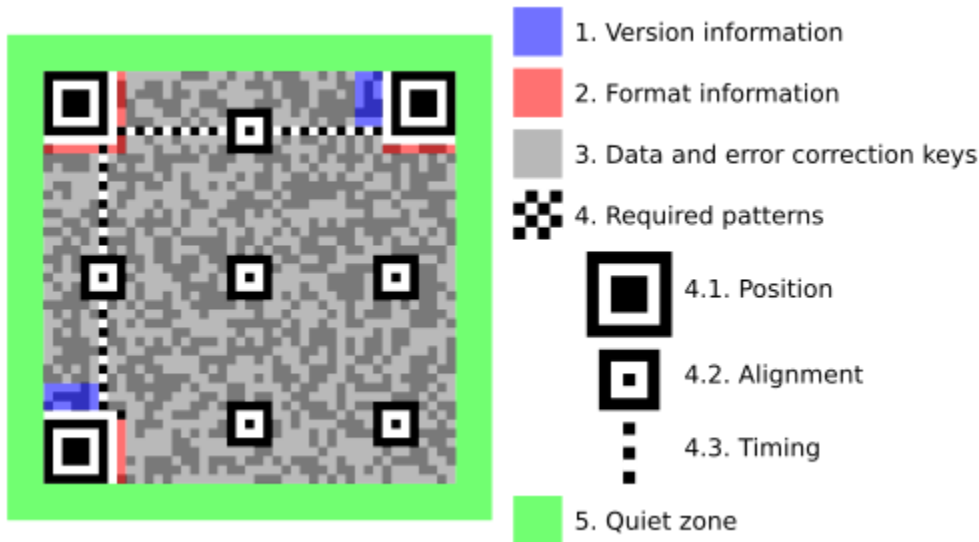 1. Version information
2. Format information
3. Data and error correction keys
4. Required patterns
4.1. Position
4.2. Alignment
4.3. Timing
5. Quiet zone